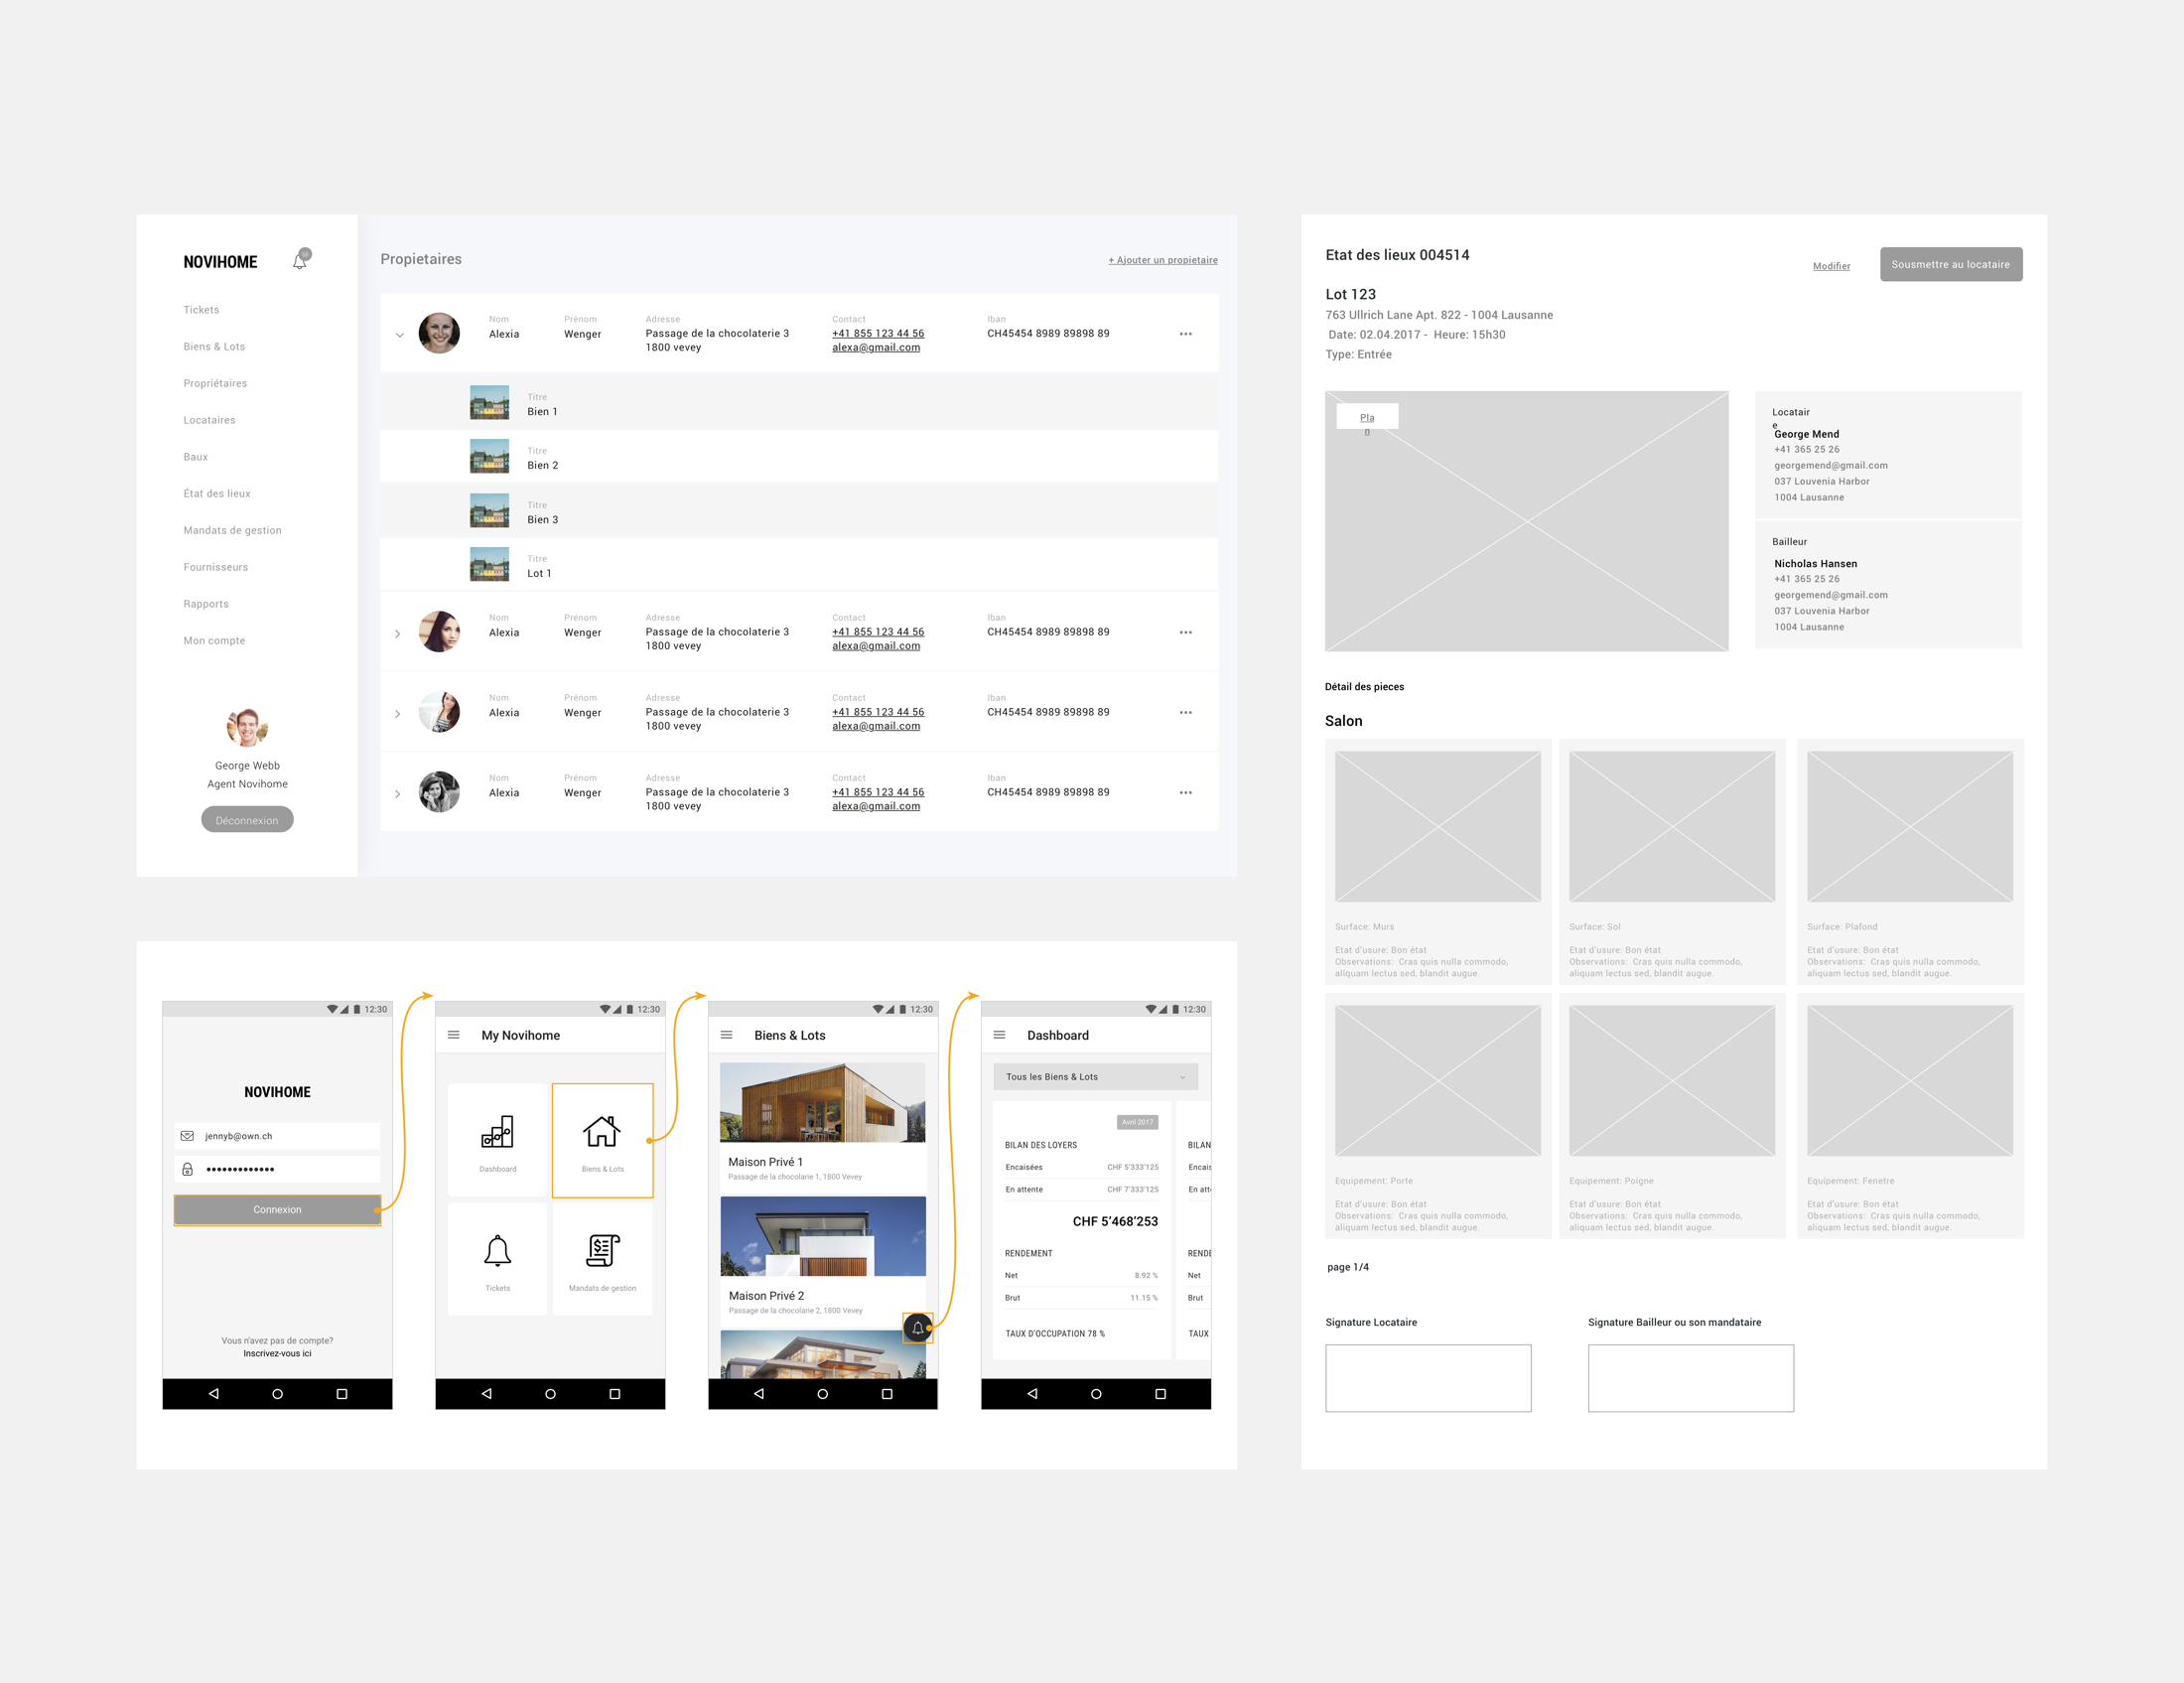 NOVIHOME
Tickets
Biens & Lots
Propriétaires
Locataires
Baux
État des lieux
Mandats de gestion
Fournisseurs
Rapports
Mon compte
George Webb
Agent Novihome
Déconnexion
Propietaires
+ Ajouter un propietaire
Nom Prénom Adresse Contact Iban
Alexia Wenger Passage de la chocolaterie 3 +41 855 123 44 56 CH45454 8989 89898 89
1800 vevey alexa@gmail.com
Titre
Bien 1
Titre
Bien 2
Titre
Bien 3
Titre
Lot 1
Nom Prénom Adresse Contact Iban
Alexia Wenger Passage de la chocolaterie 3 +41 855 123 44 56 CH45454 8989 89898 89
1800 vevey alexa@gmail.com
Nom Prénom Adresse Contact Iban
Alexia Wenger Passage de la chocolaterie 3 +41 855 123 44 56 CH45454 8989 89898 89
1800 vevey alexa@gmail.com
Nom Prénom Adresse Contact Iban
Alexia Wenger Passage de la chocolaterie 3 +41 855 123 44 56 CH45454 8989 89898 89
1800 vevey alexa@gmail.com
12:30
NOVIHOME
jennyb@own.ch
Connexion
Vous n'avez pas de compte?
Inscrivez-vous ici
12:30
My Novihome
Dashboard
Biens & Lots
Tickets
Mandats de gestion
12:30
Biens & Lots
Maison Privé 1
Passage de la chocolarie 1, 1800 Vevey
Maison Privé 2
Passage de la chocolarie 2, 1800 Vevey
12:30
Dashboard
Tous les Biens & Lots
Avril 2017
BILAN DES LOYERS BILAN
Encaisées CHF 5'333'125 Encais
En attente CHF 7'333'125 En atte
CHF 5'468'253
RENDEMENT RENDE
Net 8.92 % Net
Brut 11.15 % Brut
TAUX D'OCCUPATION 78 % TAUX
Etat des lieux 004514
Modifier
Sousmettre au locataire
Lot 123
763 Ullrich Lane Apt. 822 - 1004 Lausanne
Date: 02.04.2017 - Heure: 15h30
Type: Entrée
Pla
n
Locatair
e
George Mend
+41 365 25 26
georgemend@gmail.com
037 Louvenia Harbor
1004 Lausanne
Bailleur
Nicholas Hansen
+41 365 25 26
georgemend@gmail.com
037 Louvenia Harbor
1004 Lausanne
Détail des pieces
Salon
Surface: Murs
Etat d'usure: Bon état
Observations: Cras quis nulla commodo,
aliquam lectus sed, blandit augue.
Surface: Sol
Etat d'usure: Bon état
Observations: Cras quis nulla commodo,
aliquam lectus sed, blandit augue.
Surface: Plafond
Etat d'usure: Bon état
Observations: Cras quis nulla commodo,
aliquam lectus sed, blandit augue.
Equipement: Porte
Etat d'usure: Bon état
Observations: Cras quis nulla commodo,
aliquam lectus sed, blandit augue.
Equipement: Poigne
Etat d'usure: Bon état
Observations: Cras quis nulla commodo,
aliquam lectus sed, blandit augue.
Equipement: Fenetre
Etat d'usure: Bon état
Observations: Cras quis nulla commodo,
aliquam lectus sed, blandit augue.
page 1/4
Signature Locataire
Signature Bailleur ou son mandataire